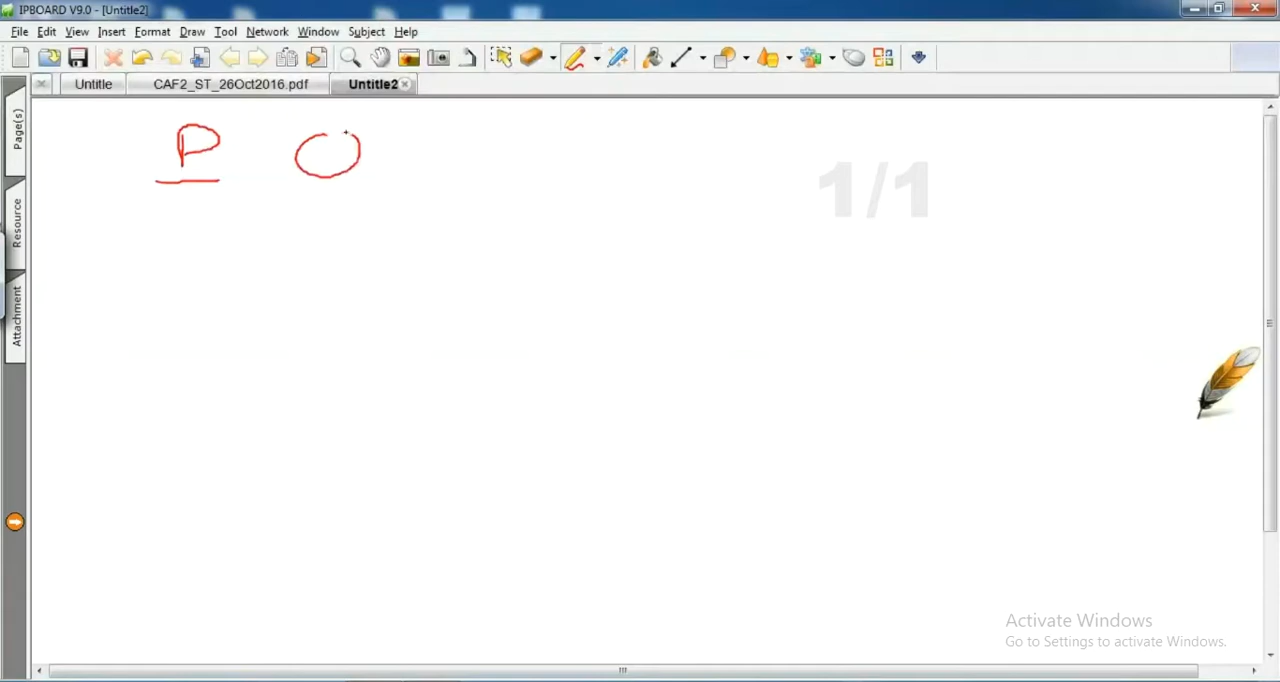 IPBOARD V9.0 - [Untitle2]
File Edit View Insert Format Draw Tool Network Window Subject Help
Untitle CAF2_ST_26Oct2016.pdf Untitle2
Page(s)
Resource
Attachment
P O
1/1
Activate Windows
Go to Settings to activate Windows.